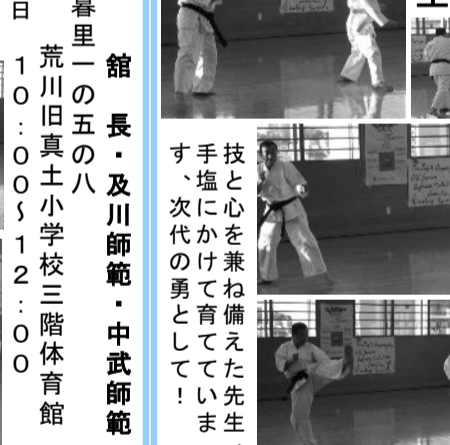 技と心を兼ね備えた先生
手塩にかけて育てていま
す、次代の勇として！
舘　長・及川師範・中武師範
暮里一の五の八
荒川旧真土小学校三階体育館
日
１０：００～１２：００